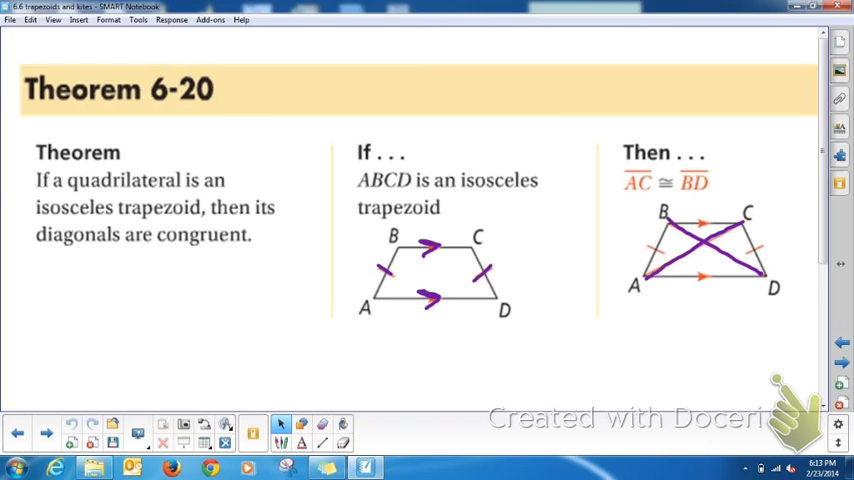 6.6 trapezoids and kites - SMART Notebook
File Edit View Insert Format Tools Response Add-ons Help
Theorem 6-20
Theorem
If a quadrilateral is an
isosceles trapezoid, then its
diagonals are congruent.
If . . .
ABCD is an isosceles
trapezoid
B C
A D
Then . . .
AC ≅ BD
B C
A D
Created with Doceri
6:13 PM
2/23/2014